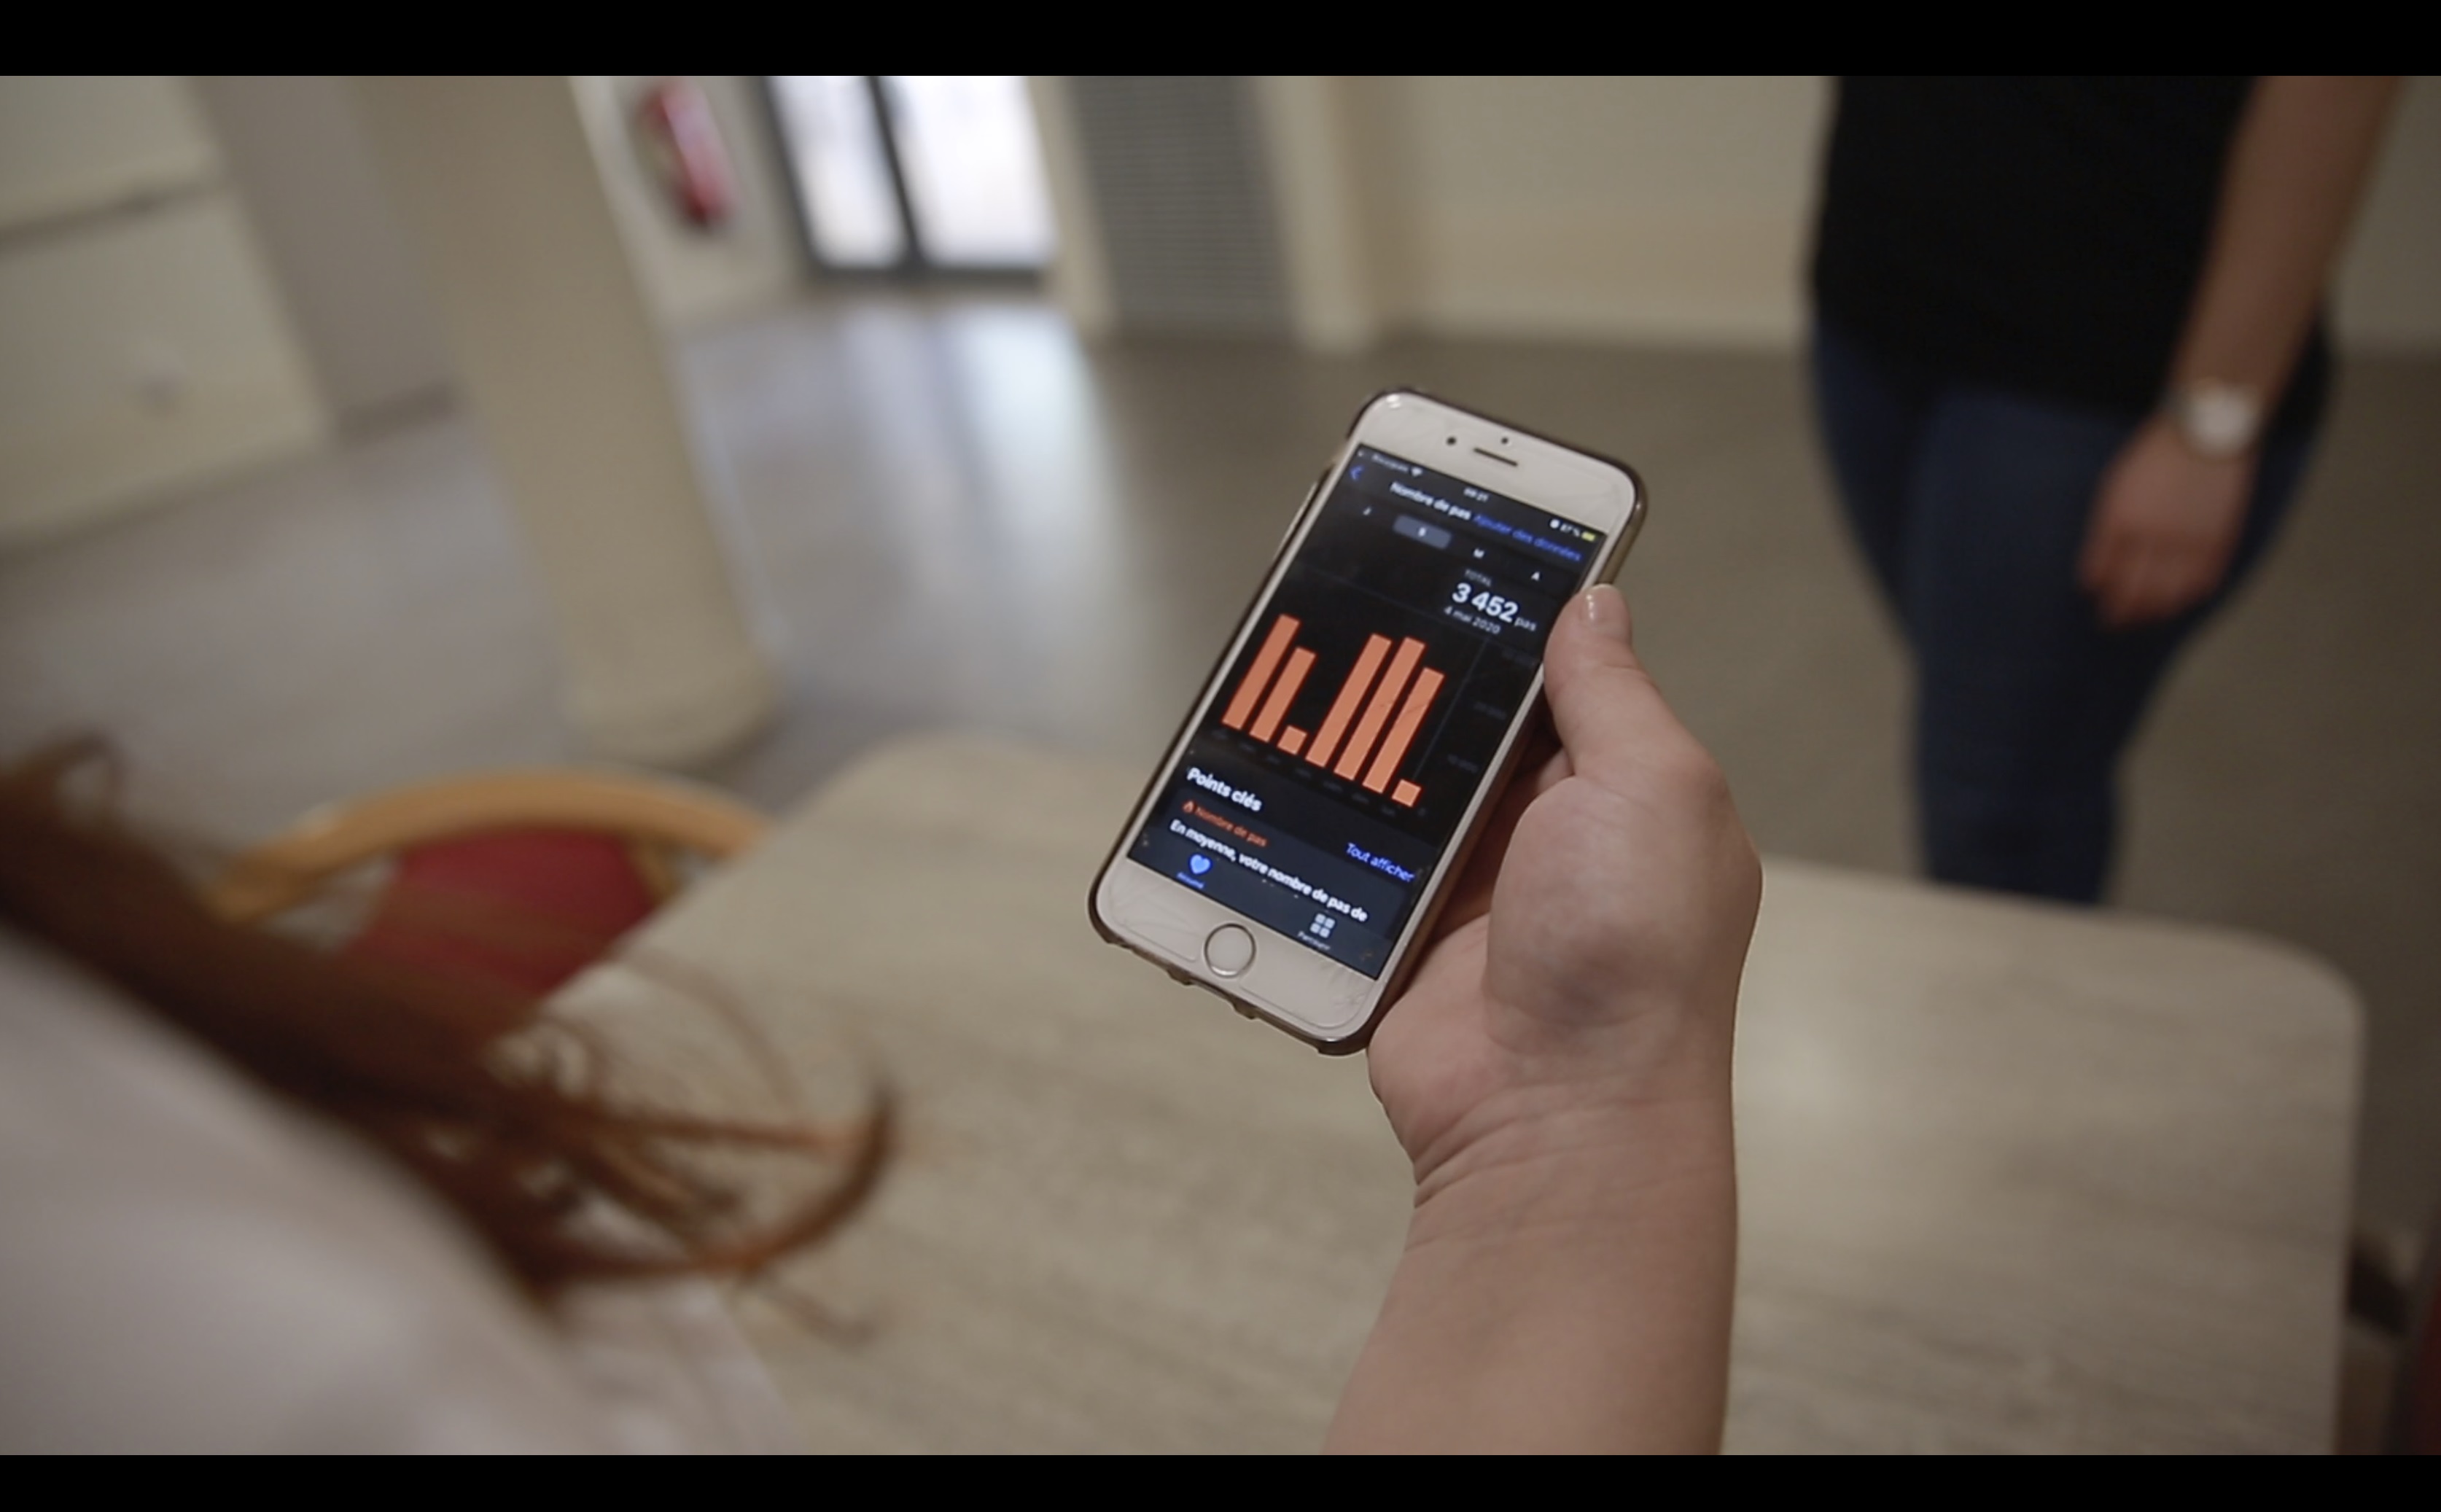 Nombre de pas Ajouter des données
J S M A
TOTAL
3 452 pas
4 mai 2020
Points clés
Tout afficher
Nombre de pas
En moyenne, votre nombre de pas de
Résumé
Parcourir